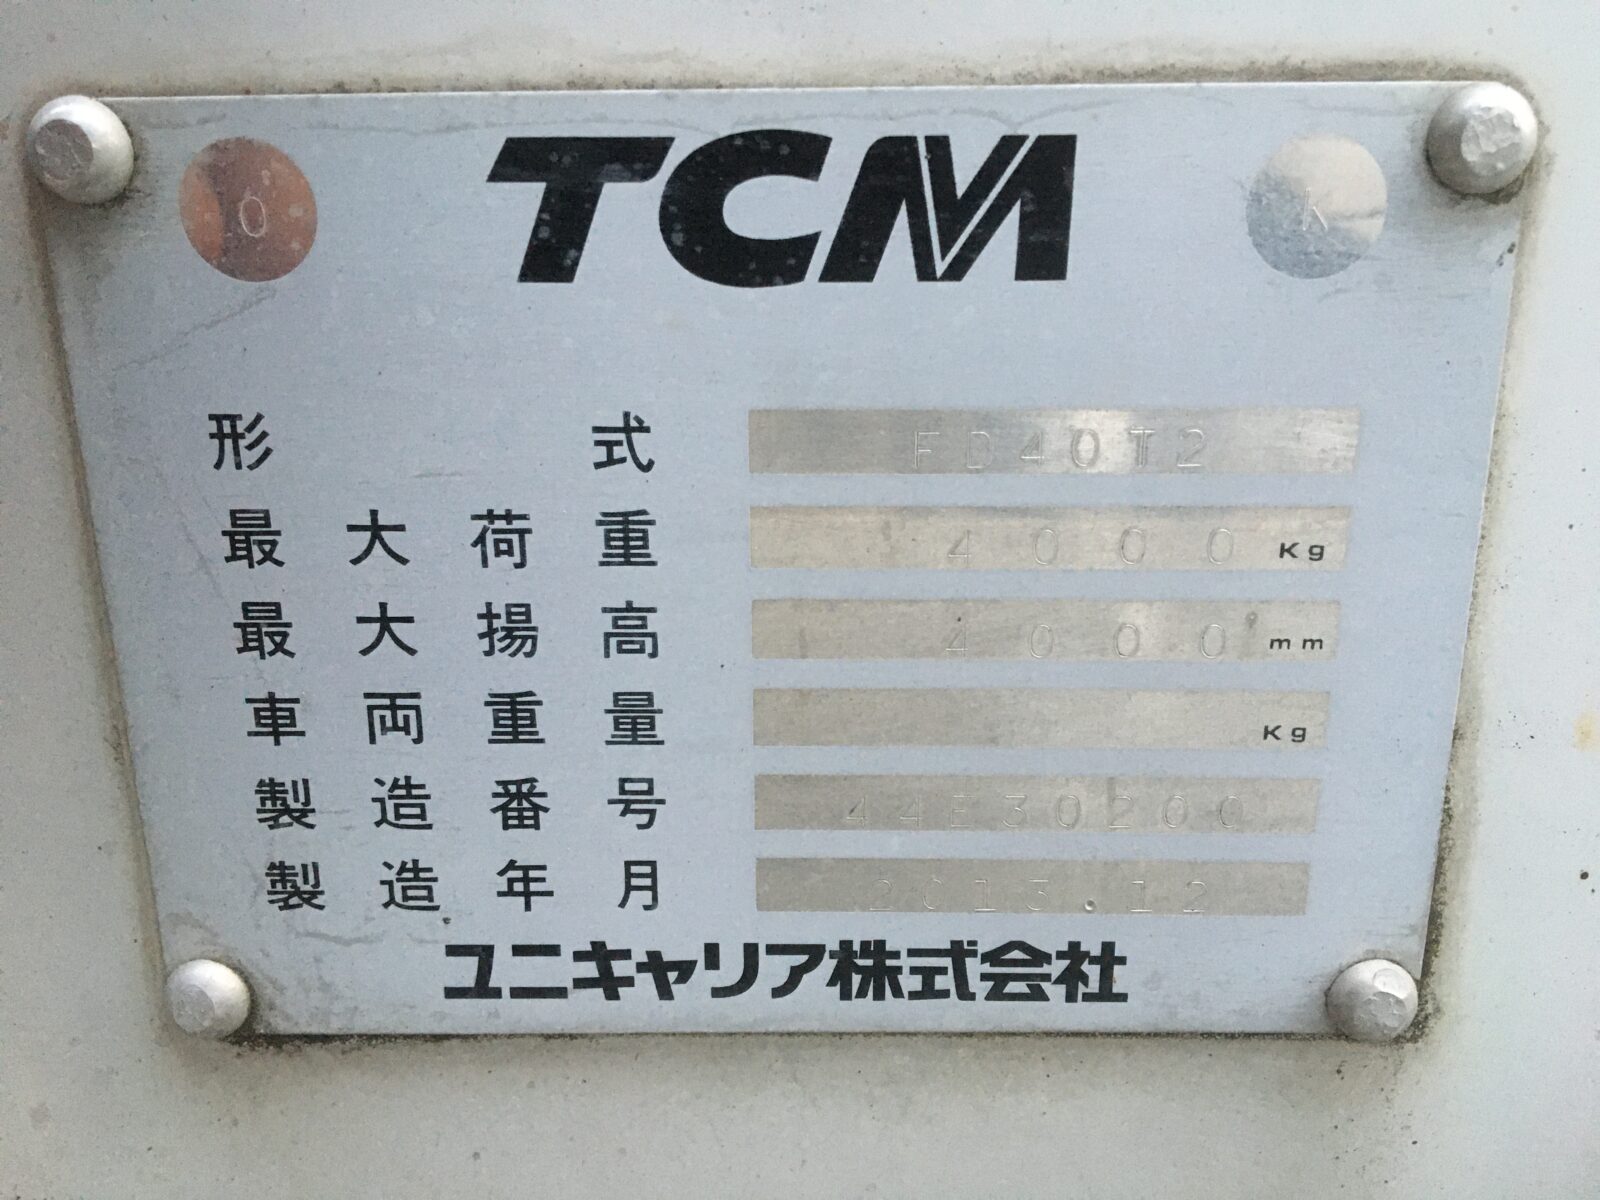 O TCM K
形式 FD40T2
最大荷重 4000 Kg
最大揚高 4000 mm
車両重量 Kg
製造番号 44E30200
製造年月 2013.12
ユニキャリア株式会社